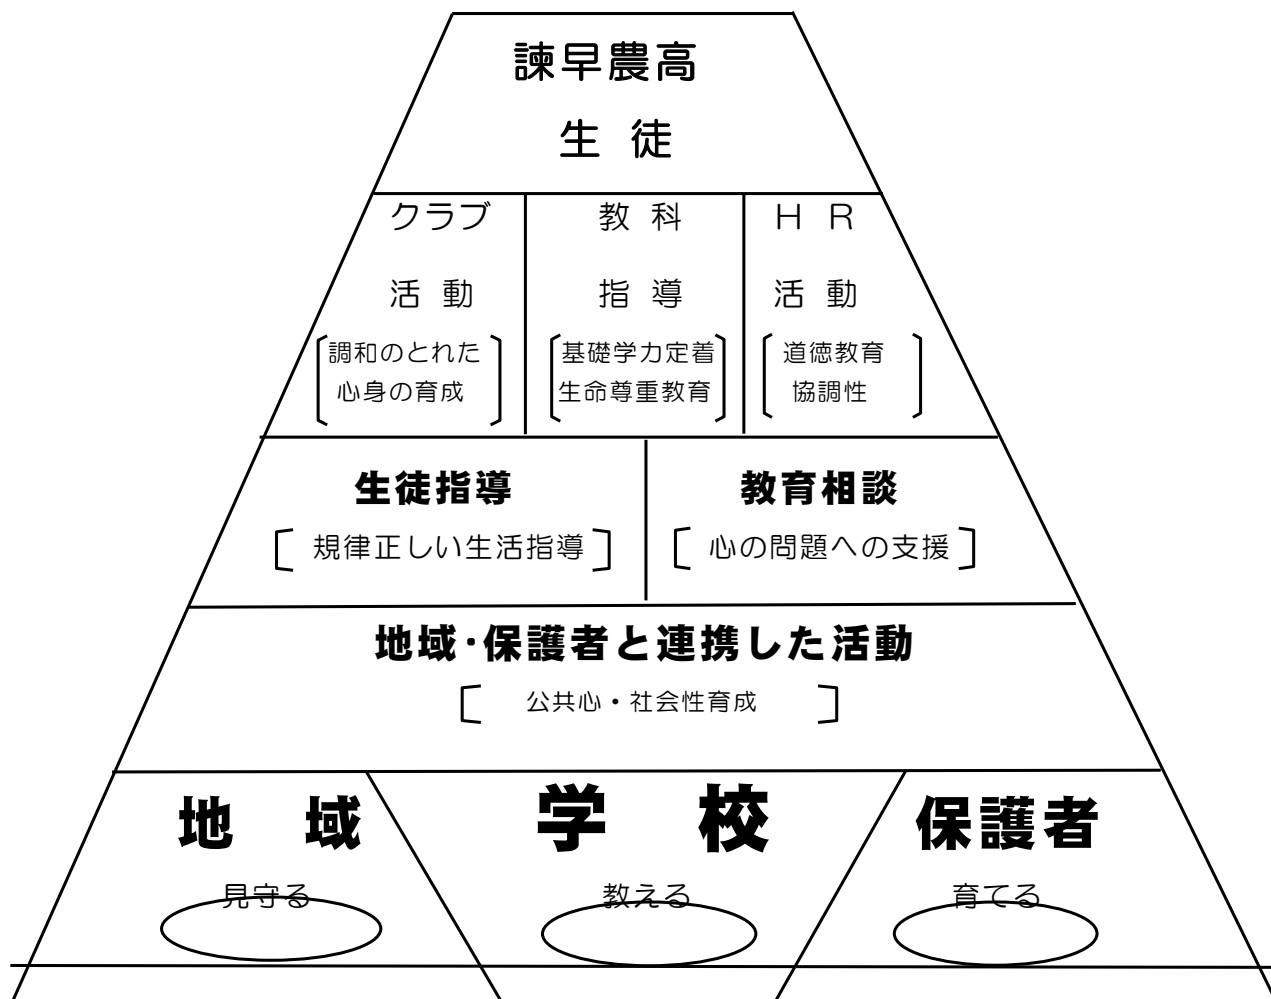 諫早農高
生 徒
クラブ 教 科 H R
活 動 指 導 活 動
調和のとれた 基礎学力定着 道徳教育
心身の育成 生命尊重教育 協調性
生徒指導 教育相談
規律正しい生活指導 心の問題への支援
地域・保護者と連携した活動
公共心・社会性育成
地 域 学 校 保護者
見守る 教える 育てる